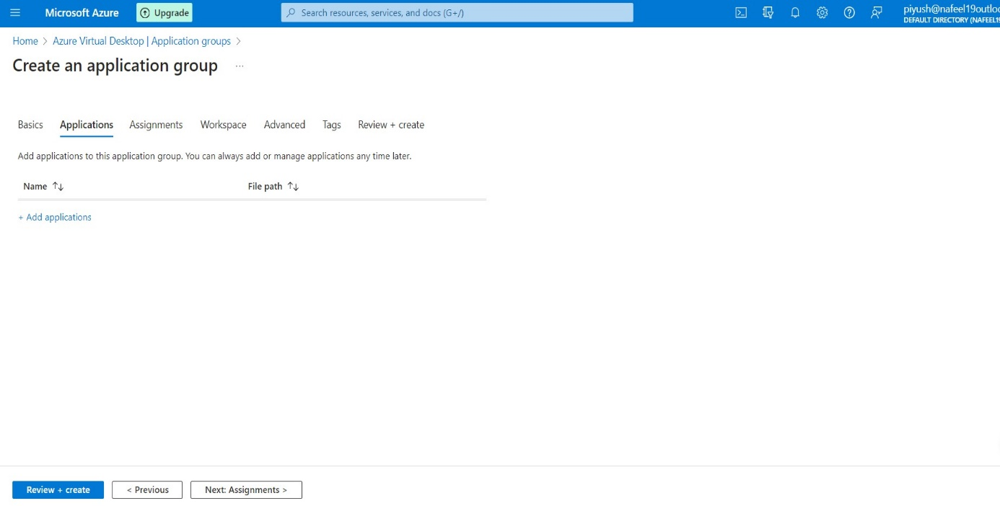 Microsoft Azure Upgrade Search resources, services, and docs (G+/) piyush@nafeel19outlo
DEFAULT DIRECTORY (NAFEEL19
Home > Azure Virtual Desktop | Application groups >
Create an application group ...
Basics Applications Assignments Workspace Advanced Tags Review + create
Add applications to this application group. You can always add or manage applications any time later.
Name ↑↓ File path ↑↓
+ Add applications
Review + create < Previous Next: Assignments >